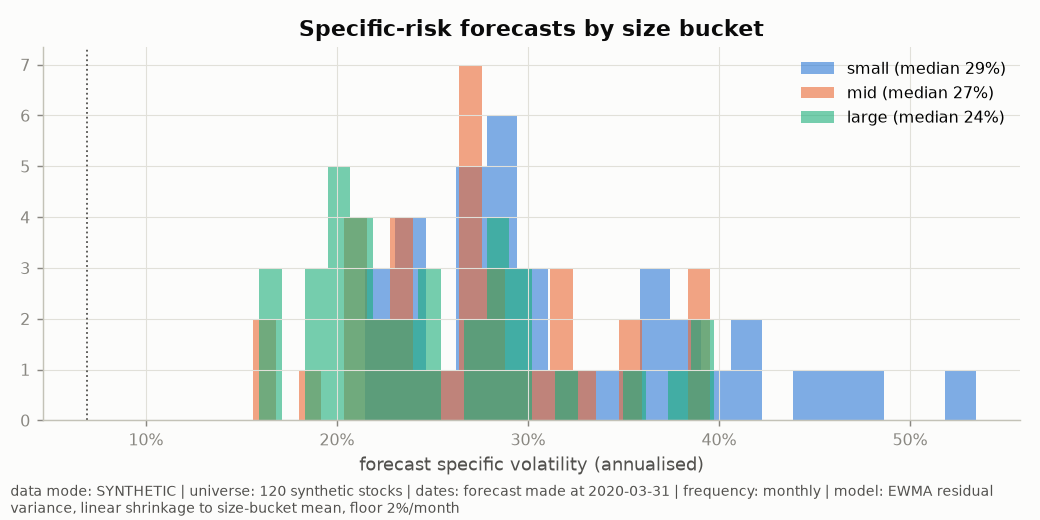 Specific-risk forecasts by size bucket
small (median 29%)
mid (median 27%)
large (median 24%)
7
6
5
4
3
2
1
0
10%
20%
30%
40%
50%
forecast specific volatility (annualised)
data mode: SYNTHETIC | universe: 120 synthetic stocks | dates: forecast made at 2020-03-31 | frequency: monthly | model: EWMA residual
variance, linear shrinkage to size-bucket mean, floor 2%/month